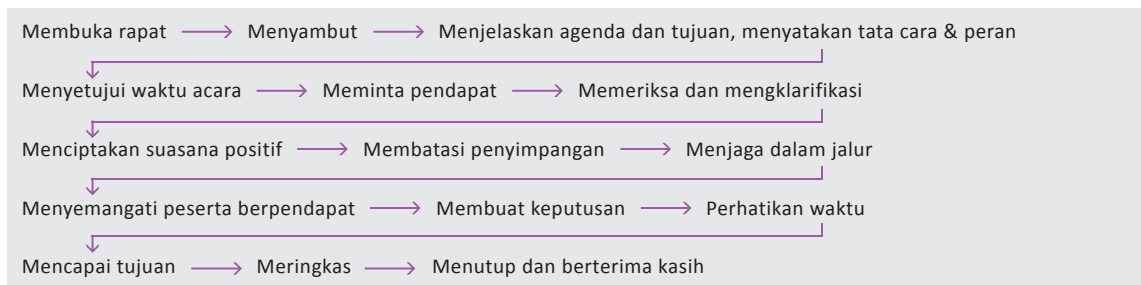 Membuka rapat → Menyambut → Menjelaskan agenda dan tujuan, menyatakan tata cara & peran
Menyetujui waktu acara → Meminta pendapat → Memeriksa dan mengklarifikasi
Menciptakan suasana positif → Membatasi penyimpangan → Menjaga dalam jalur
Menyemangati peserta berpendapat → Membuat keputusan → Perhatikan waktu
Mencapai tujuan → Meringkas → Menutup dan berterima kasih